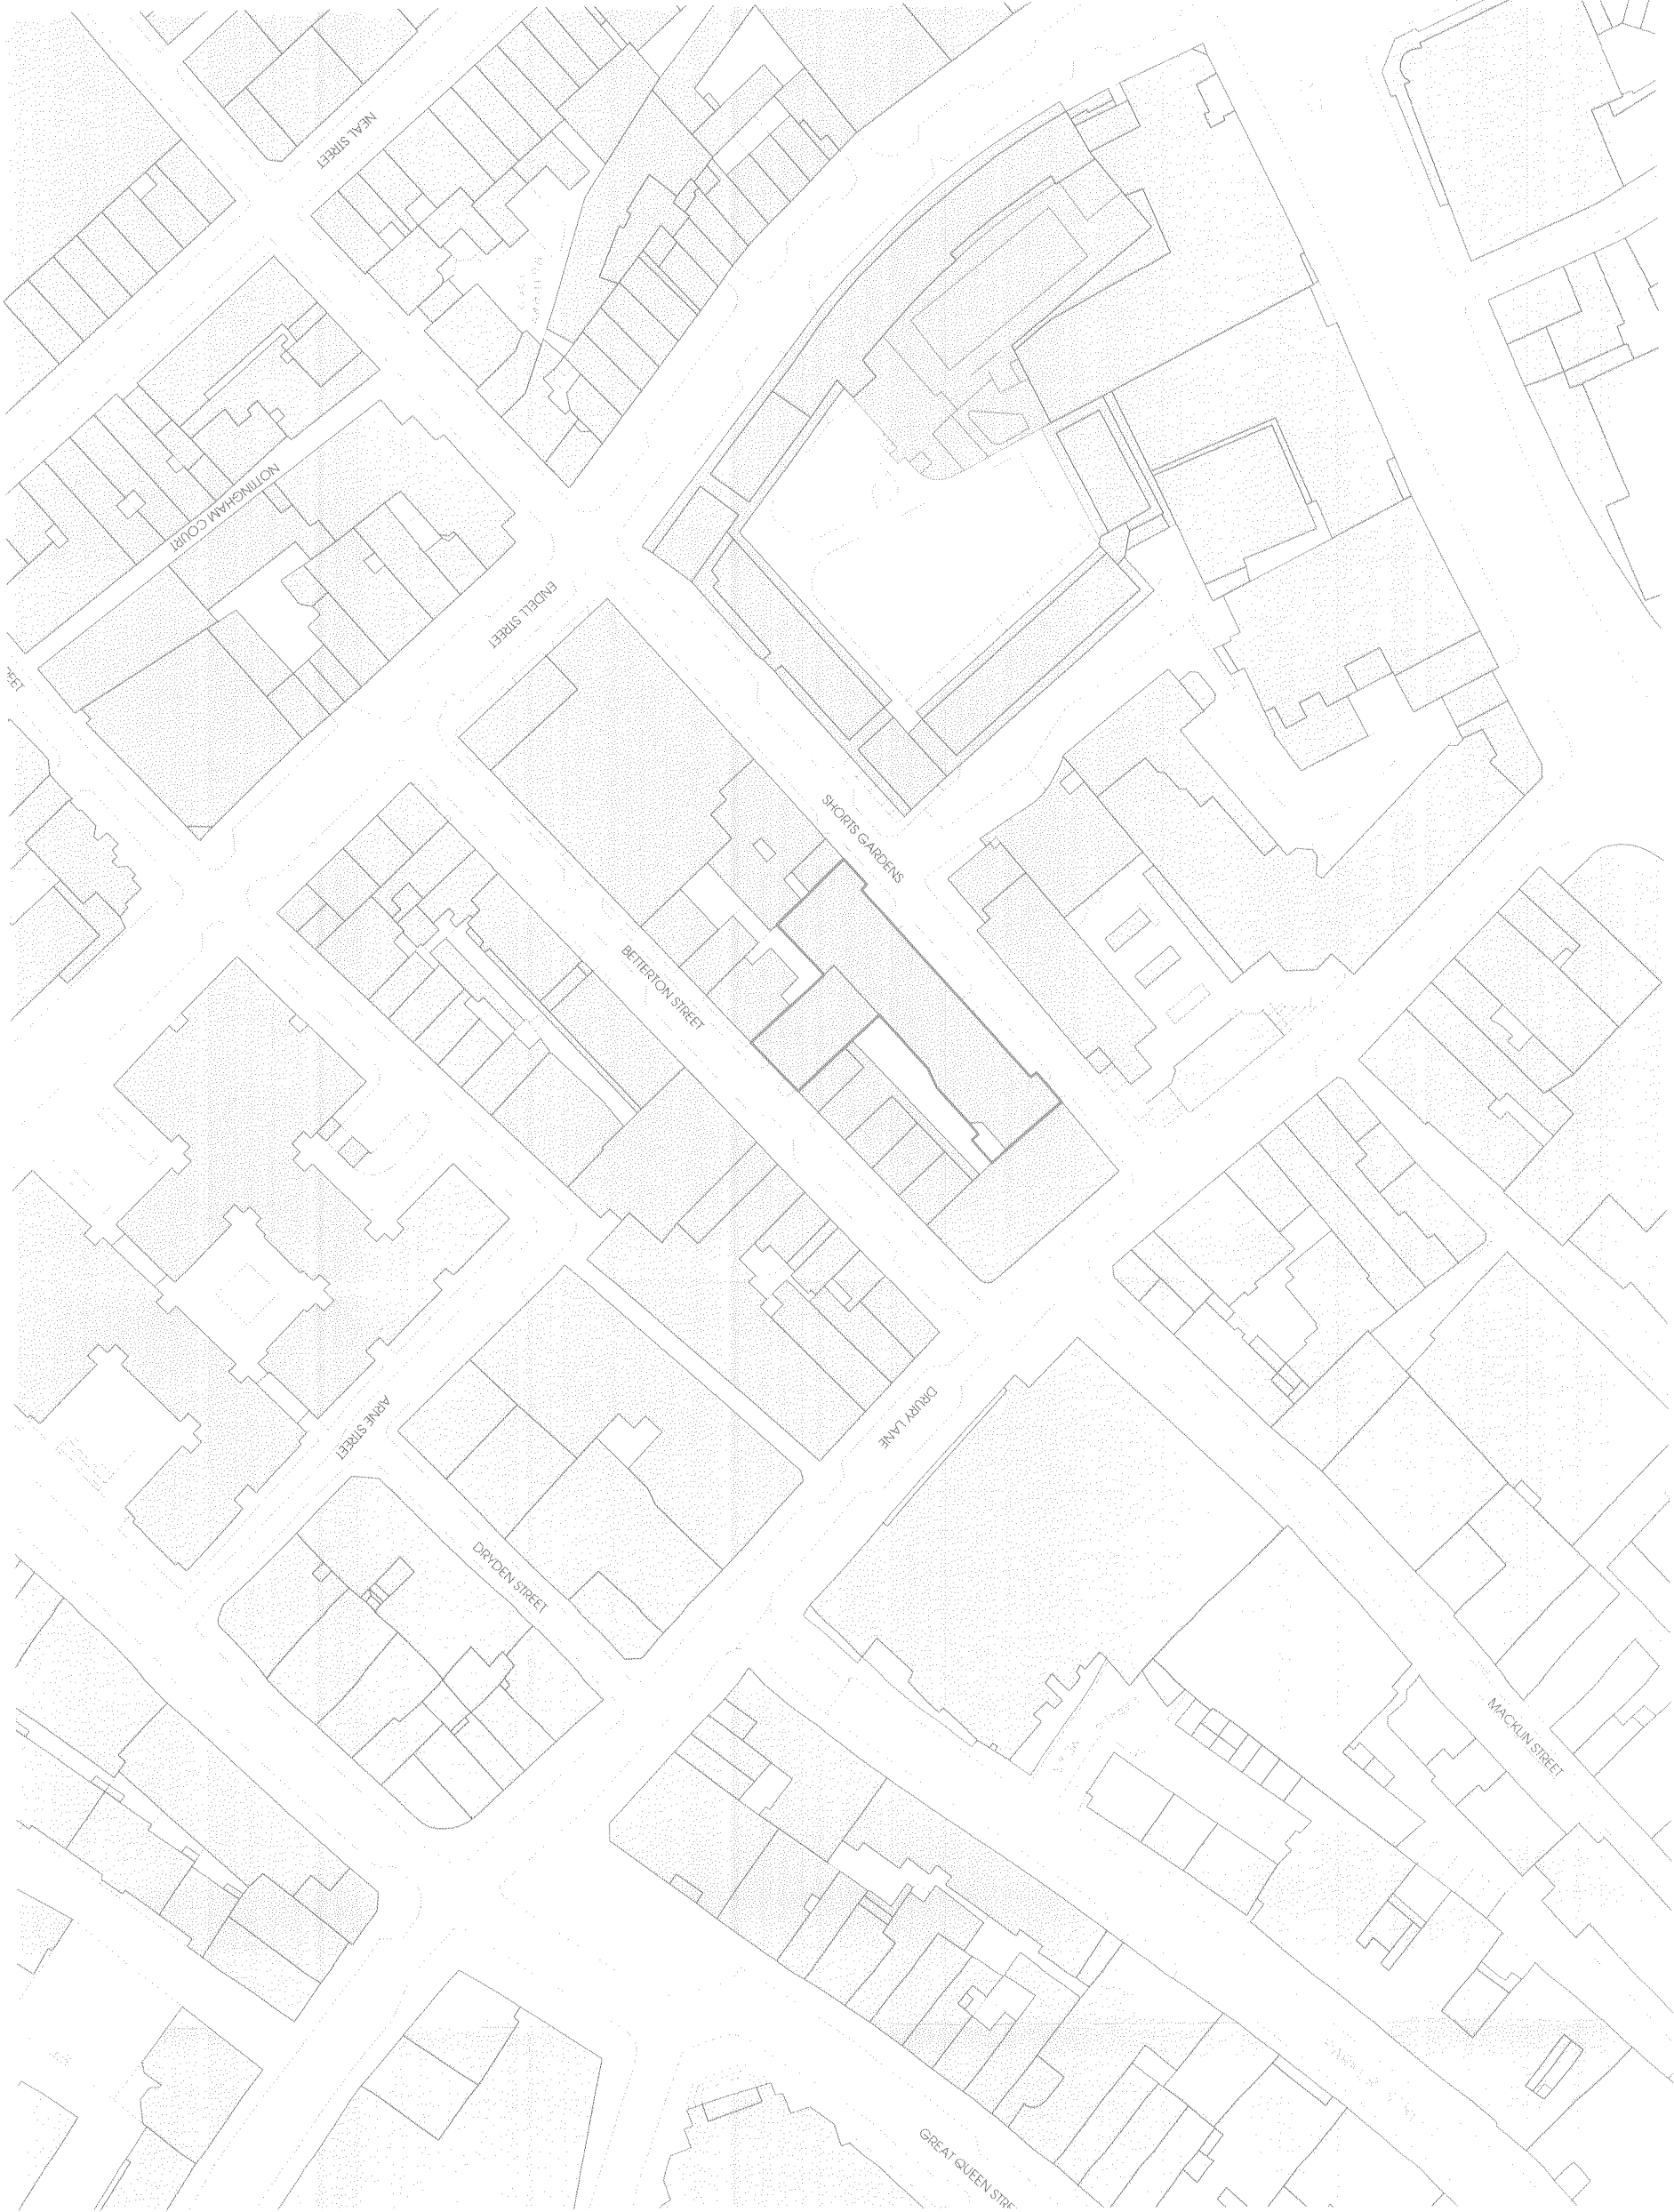 NEAL STREET
NOTTINGHAM COURT
ENDELL STREET
SHORTS GARDENS
BETTERTON STREET
DRURY LANE
ARNE STREET
DRYDEN STREET
MACKLIN STREET
GREAT QUEEN STRE